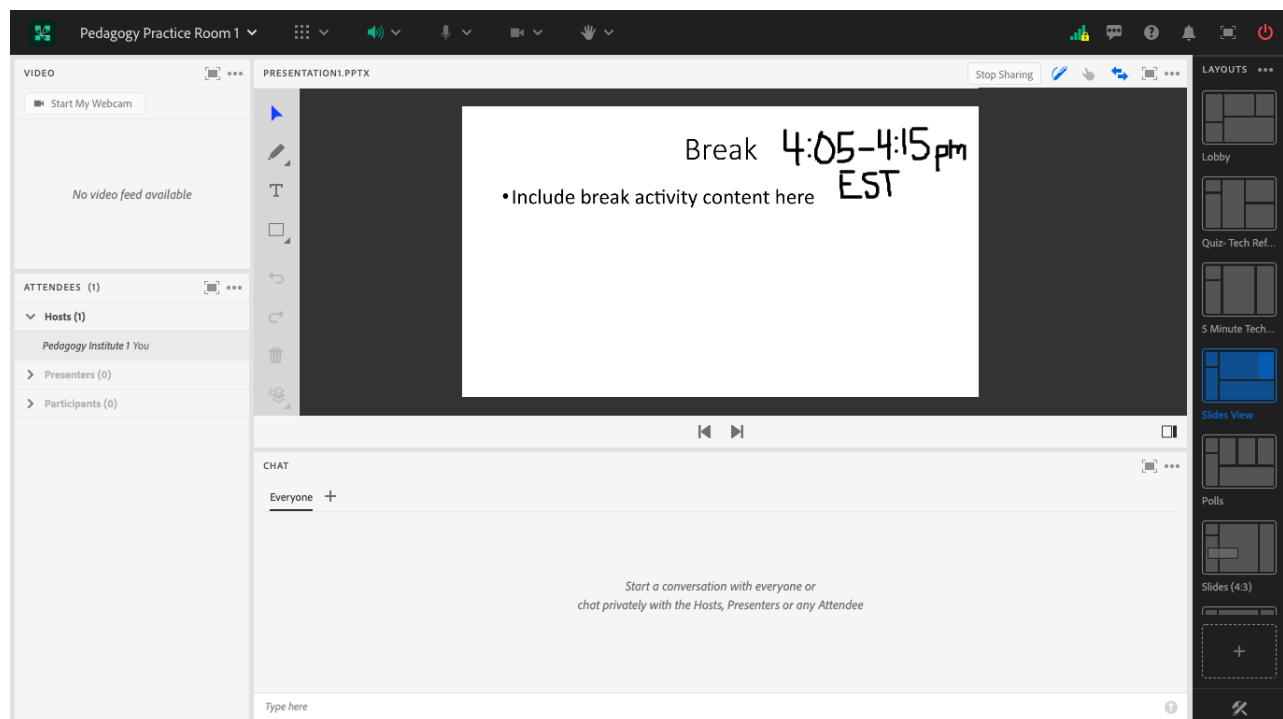 Pedagogy Practice Room 1
VIDEO
Start My Webcam
No video feed available
ATTENDEES (1)
Hosts (1)
Pedagogy Institute 1 You
Presenters (0)
Participants (0)
PRESENTATION1.PPTX
Stop Sharing
T
Break 4:05-4:15pm
EST
•Include break activity content here
CHAT
Everyone
Start a conversation with everyone or
chat privately with the Hosts, Presenters or any Attendee
Type here
LAYOUTS
Lobby
Quiz- Tech Ref...
5 Minute Tech...
Slides View
Polls
Slides (4:3)